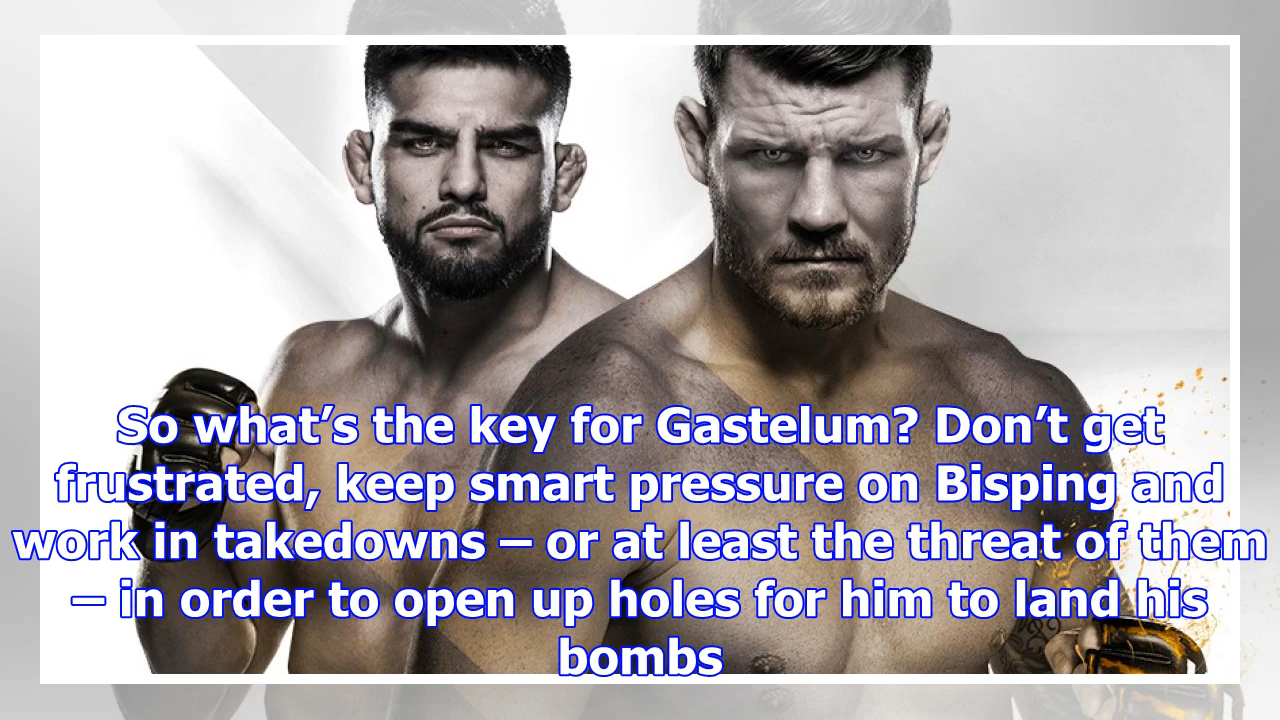 So what’s the key for Gastelum? Don’t get
frustrated, keep smart pressure on Bisping and
work in takedowns – or at least the threat of them
– in order to open up holes for him to land his
bombs